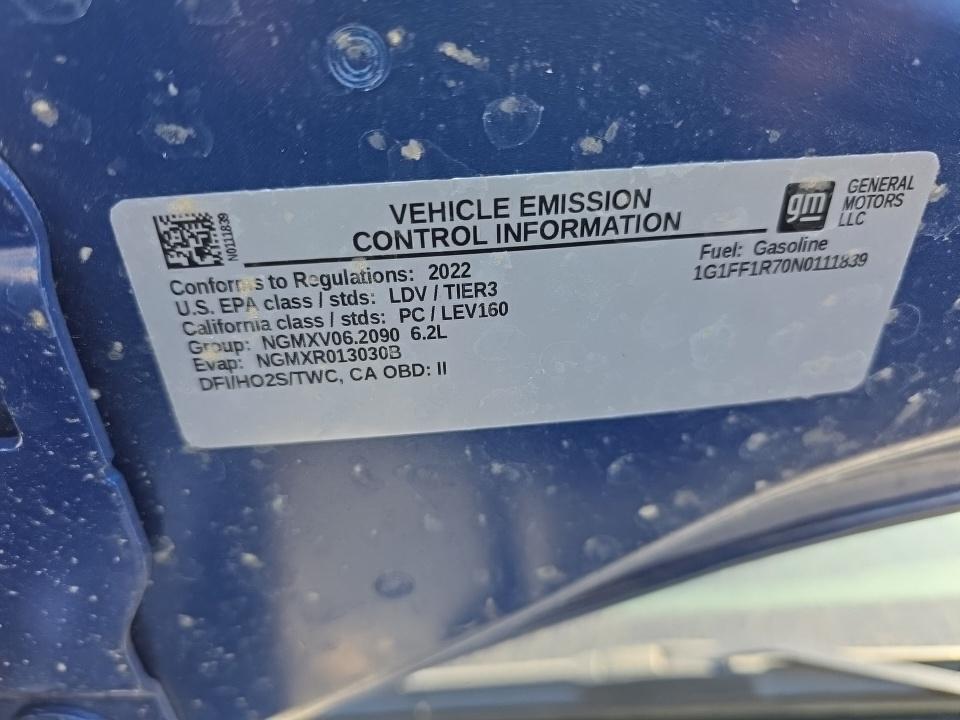 N0111839
VEHICLE EMISSION
CONTROL INFORMATION
gm
GENERAL
MOTORS
LLC
Fuel: Gasoline
1G1FF1R70N0111839
Conforms to Regulations: 2022
U.S. EPA class / stds: LDV / TIER3
California class / stds: PC / LEV160
Group: NGMXV06.2090 6.2L
Evap: NGMXR013030B
DFI/HO2S/TWC, CA OBD: II